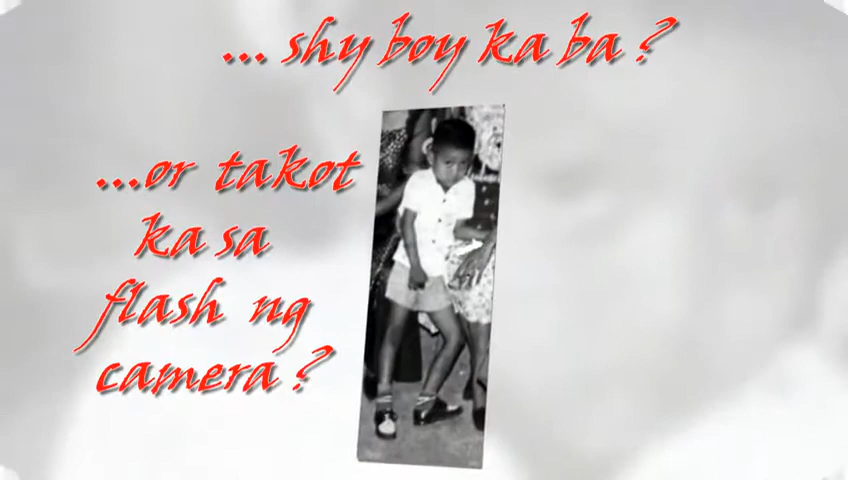 ... shy boy ka ba ?
...or takot
ka sa
flash ng
camera ?